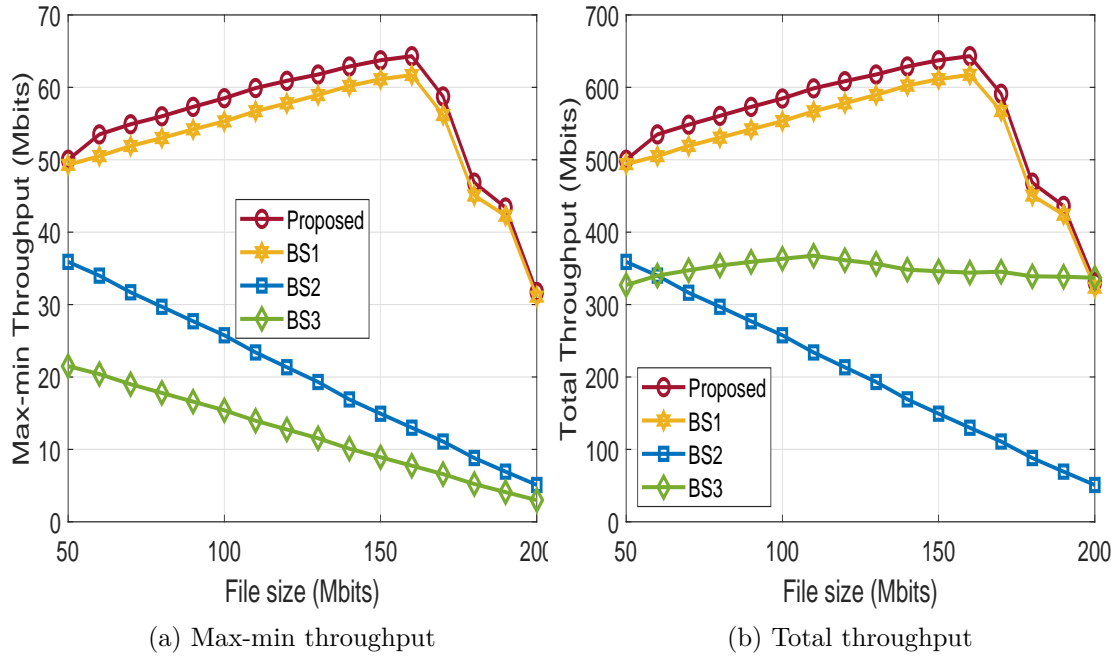 70
60
50
40
30
20
10
0
Max-min Throughput (Mbits)
Proposed
BS1
BS2
BS3
50
100
150
200
File size (Mbits)
(a) Max-min throughput
700
600
500
400
300
200
100
0
Total Throughput (Mbits)
Proposed
BS1
BS2
BS3
50
100
150
200
File size (Mbits)
(b) Total throughput